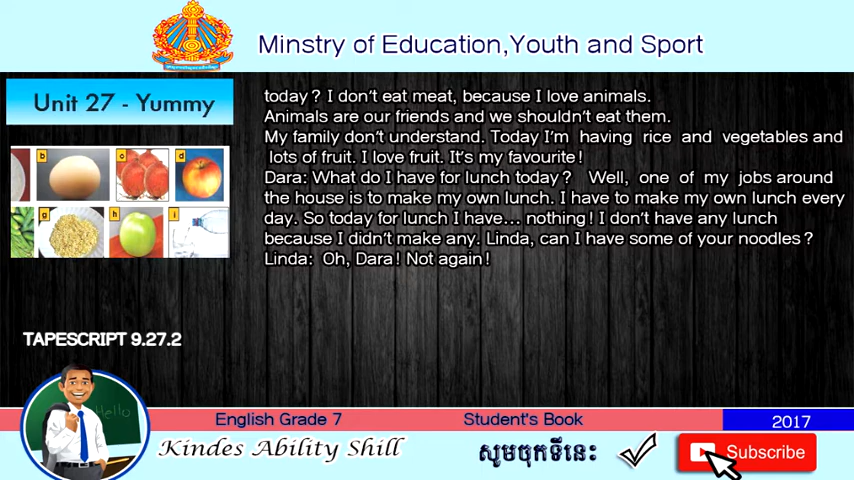 Minstry of Education,Youth and Sport
Unit 27 - Yummy
b
c
d
g
h
i
today? I don't eat meat, because I love animals.
Animals are our friends and we shouldn't eat them.
My family don't understand. Today I'm having rice and vegetables and
lots of fruit. I love fruit. It's my favourite!
Dara: What do I have for lunch today? Well, one of my jobs around
the house is to make my own lunch. I have to make my own lunch every
day. So today for lunch I have... nothing! I don't have any lunch
because I didn't make any. Linda, can I have some of your noodles?
Linda: Oh, Dara! Not again!
TAPESCRIPT 9.27.2
Hello
English Grade 7
Student's Book
2017
Kindes Ability Shill
សូមចុកទីនេះ
Subscribe